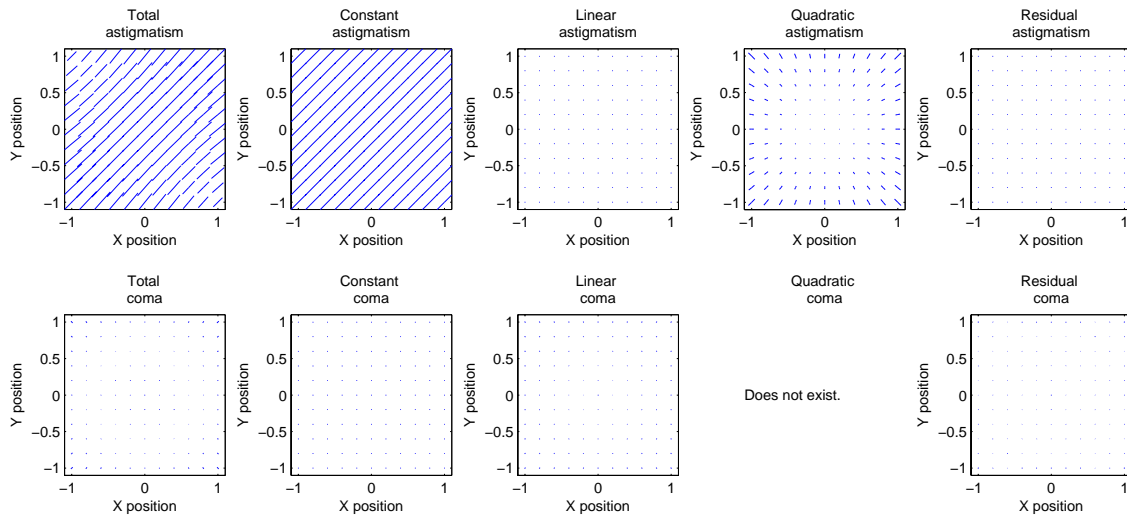 Total
astigmatism
Constant
astigmatism
Linear
astigmatism
Quadratic
astigmatism
Residual
astigmatism
Y position
1
0.5
0
−0.5
−1
−1 0 1
X position
Y position
1
0.5
0
−0.5
−1
−1 0 1
X position
Y position
1
0.5
0
−0.5
−1
−1 0 1
X position
Y position
1
0.5
0
−0.5
−1
−1 0 1
X position
Y position
1
0.5
0
−0.5
−1
−1 0 1
X position
Total
coma
Constant
coma
Linear
coma
Quadratic
coma
Residual
coma
Y position
1
0.5
0
−0.5
−1
−1 0 1
X position
Y position
1
0.5
0
−0.5
−1
−1 0 1
X position
Y position
1
0.5
0
−0.5
−1
−1 0 1
X position
Does not exist.
Y position
1
0.5
0
−0.5
−1
−1 0 1
X position